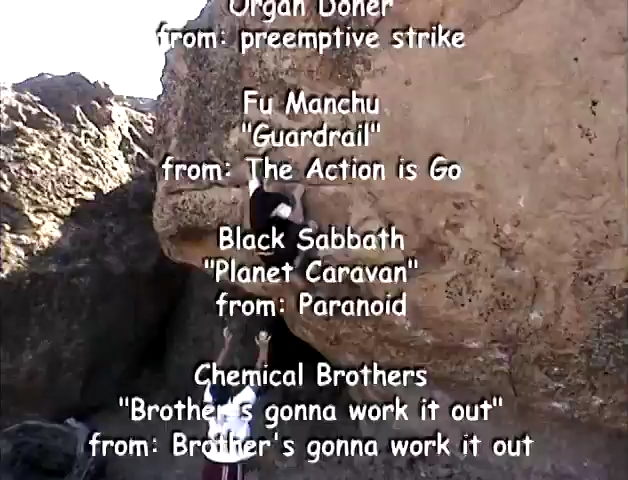 Organ Doner
from: preemptive strike
Fu Manchu
"Guardrail"
from: The Action is Go
Black Sabbath
"Planet Caravan"
from: Paranoid
Chemical Brothers
"Brother's gonna work it out"
from: Brother's gonna work it out